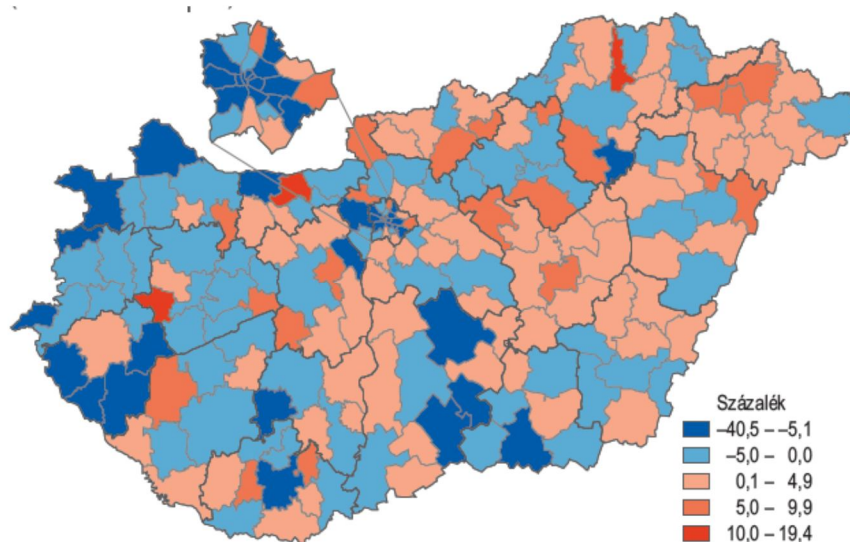 Százalék
–40,5 – –5,1
–5,0 – 0,0
0,1 – 4,9
5,0 – 9,9
10,0 – 19,4